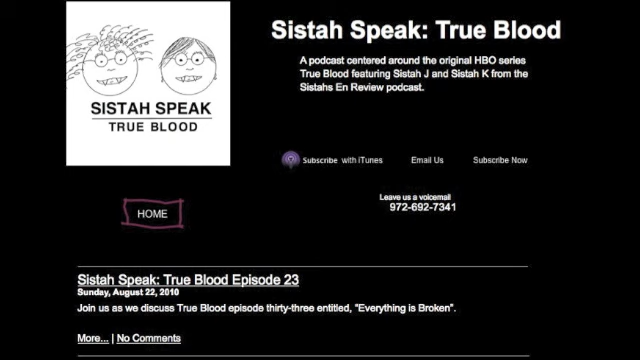 SISTAH SPEAK
TRUE BLOOD
Sistah Speak: True Blood
A podcast centered around the original HBO series
True Blood featuring Sistah J and Sistah K from the
Sistahs En Review podcast.
Subscribe with iTunes
Email Us
Subscribe Now
Leave us a voicemail
972-692-7341
HOME
Sistah Speak: True Blood Episode 23
Sunday, August 22, 2010
Join us as we discuss True Blood episode thirty-three entitled, “Everything is Broken”.
More... | No Comments